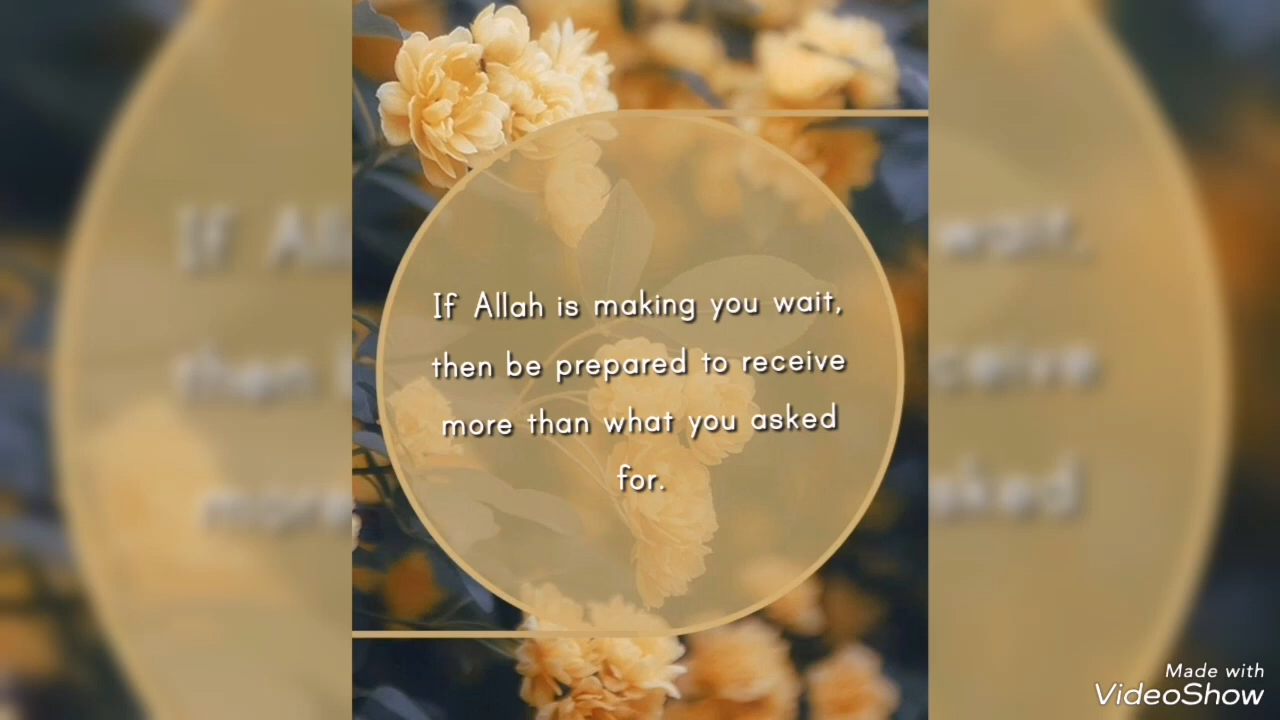 If Allah is making you wait,
then be prepared to receive
more than what you asked
for.
Made with
VideoShow